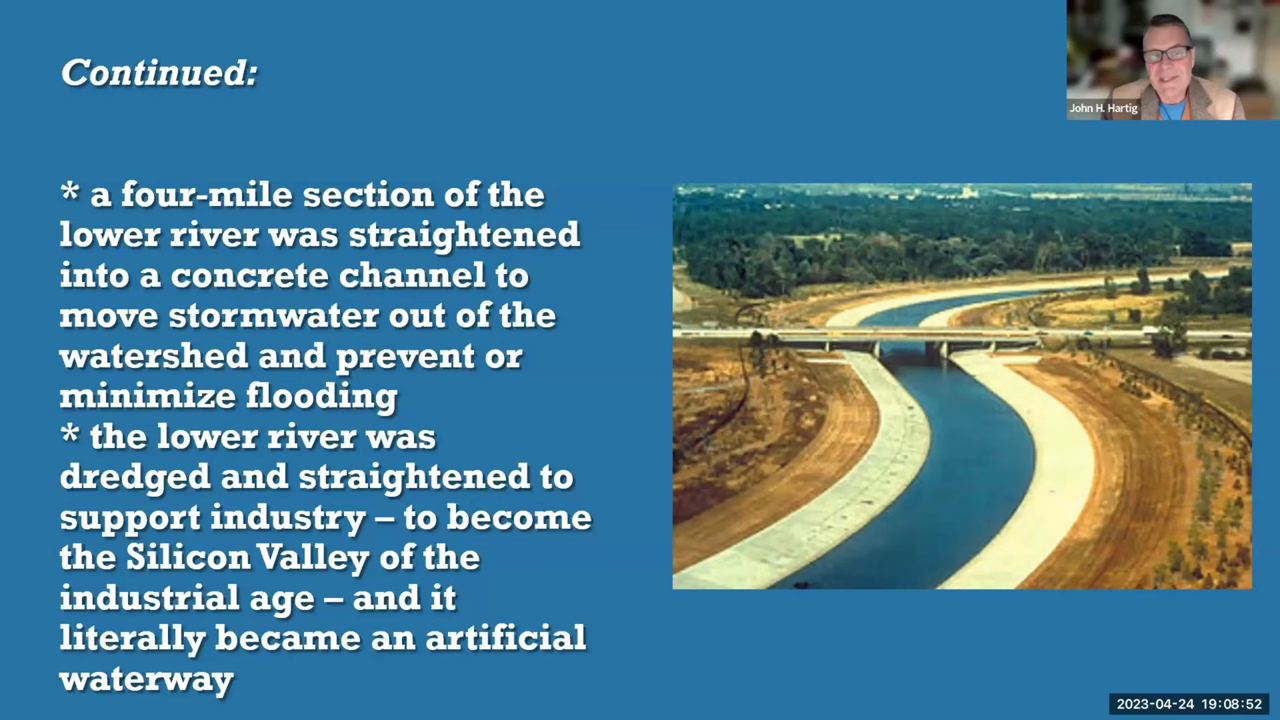 Continued:
John H. Hartig
* a four-mile section of the
lower river was straightened
into a concrete channel to
move stormwater out of the
watershed and prevent or
minimize flooding
* the lower river was
dredged and straightened to
support industry – to become
the Silicon Valley of the
industrial age – and it
literally became an artificial
waterway
2023-04-24 19:08:52